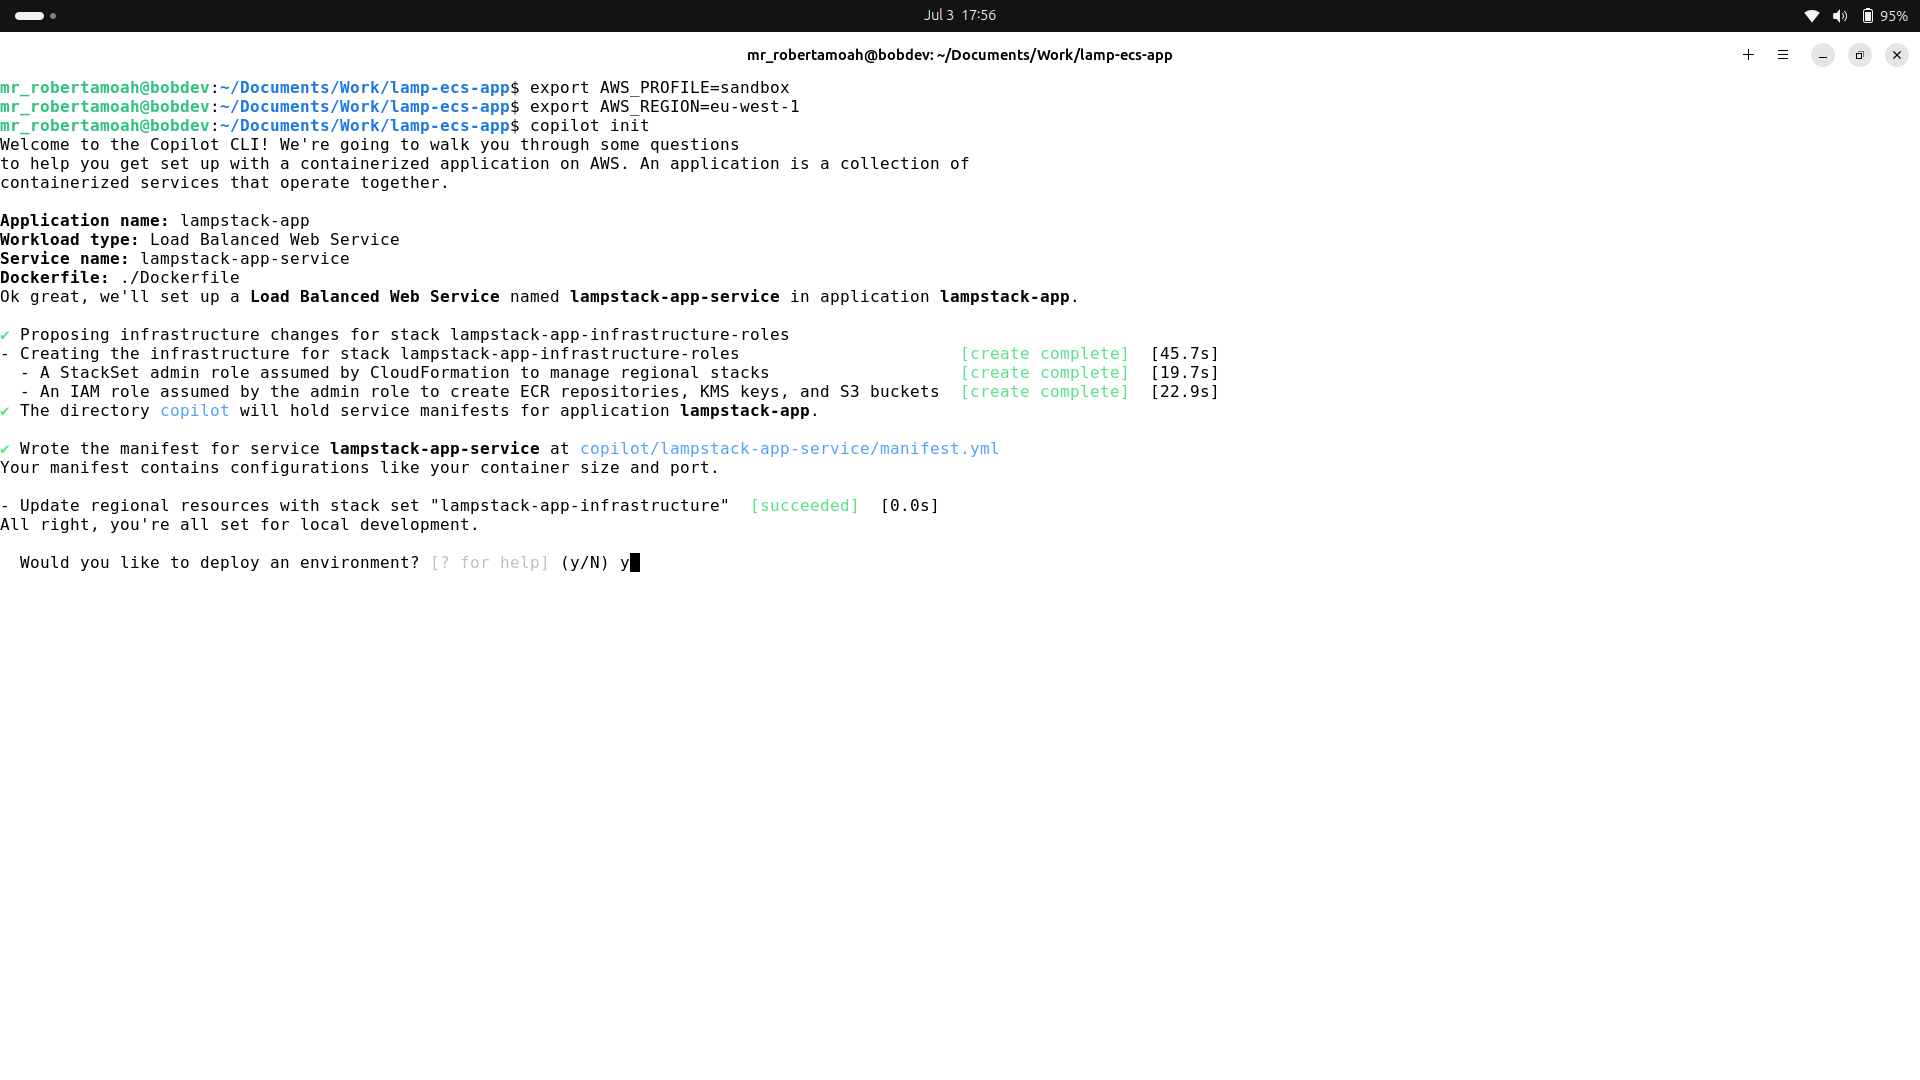 Jul 3 17:56
95%
mr_robertamoah@bobdev: ~/Documents/Work/lamp-ecs-app
mr_robertamoah@bobdev:~/Documents/Work/lamp-ecs-app$ export AWS_PROFILE=sandbox
mr_robertamoah@bobdev:~/Documents/Work/lamp-ecs-app$ export AWS_REGION=eu-west-1
mr_robertamoah@bobdev:~/Documents/Work/lamp-ecs-app$ copilot init
Welcome to the Copilot CLI! We're going to walk you through some questions
to help you get set up with a containerized application on AWS. An application is a collection of
containerized services that operate together.
Application name: lampstack-app
Workload type: Load Balanced Web Service
Service name: lampstack-app-service
Dockerfile: ./Dockerfile
Ok great, we'll set up a Load Balanced Web Service named lampstack-app-service in application lampstack-app.
✔ Proposing infrastructure changes for stack lampstack-app-infrastructure-roles
- Creating the infrastructure for stack lampstack-app-infrastructure-roles [create complete] [45.7s]
- A StackSet admin role assumed by CloudFormation to manage regional stacks [create complete] [19.7s]
- An IAM role assumed by the admin role to create ECR repositories, KMS keys, and S3 buckets [create complete] [22.9s]
✔ The directory copilot will hold service manifests for application lampstack-app.
✔ Wrote the manifest for service lampstack-app-service at copilot/lampstack-app-service/manifest.yml
Your manifest contains configurations like your container size and port.
- Update regional resources with stack set "lampstack-app-infrastructure" [succeeded] [0.0s]
All right, you're all set for local development.
Would you like to deploy an environment? [? for help] (y/N) y